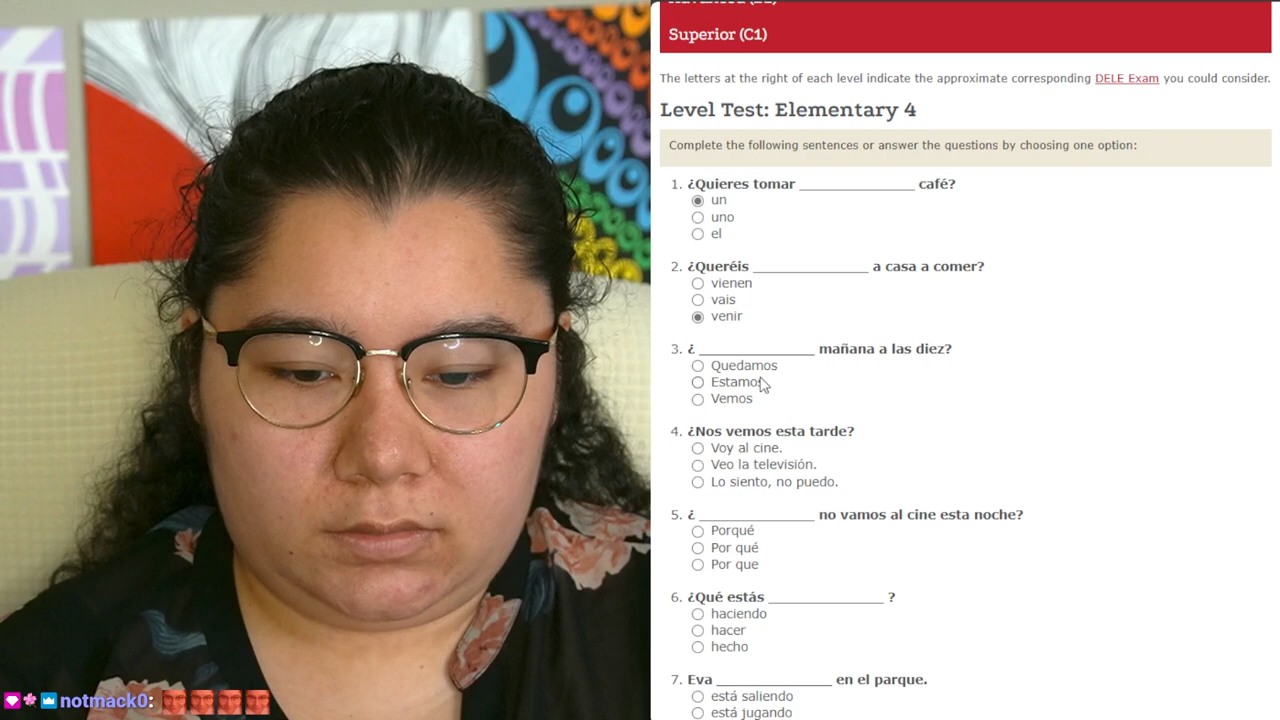 Superior (C1)
The letters at the right of each level indicate the approximate corresponding DELE Exam you could consider.
Level Test: Elementary 4
Complete the following sentences or answer the questions by choosing one option:
1. ¿Quieres tomar _______________ café?
un
uno
el
2. ¿Queréis _______________ a casa a comer?
vienen
vais
venir
3. ¿ _______________ mañana a las diez?
Quedamos
Estamos
Vemos
4. ¿Nos vemos esta tarde?
Voy al cine.
Veo la televisión.
Lo siento, no puedo.
5. ¿ _______________ no vamos al cine esta noche?
Porqué
Por qué
Por que
6. ¿Qué estás _______________ ?
haciendo
hacer
hecho
7. Eva _______________ en el parque.
está saliendo
está jugando
notmack0: